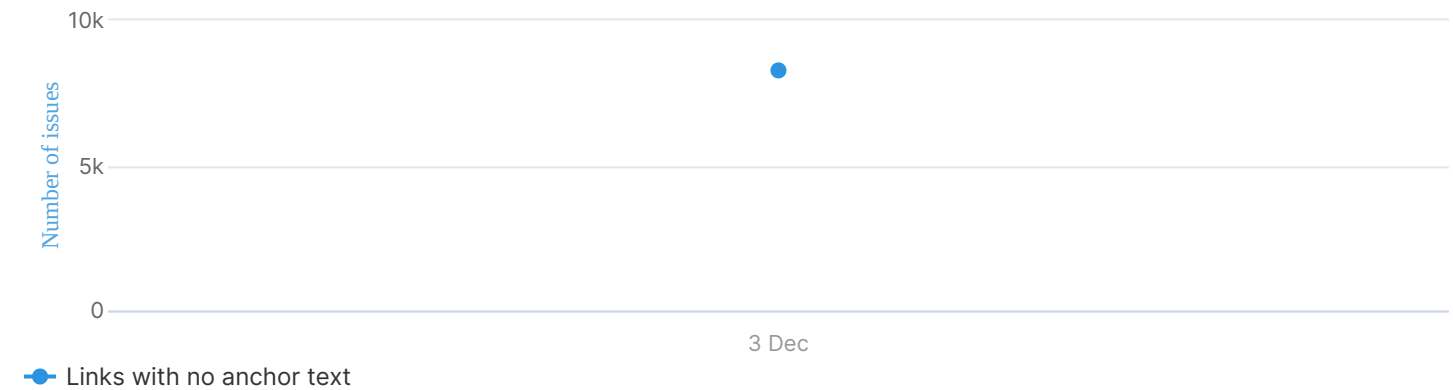 10k
Number of issues
5k
0
3 Dec
Links with no anchor text